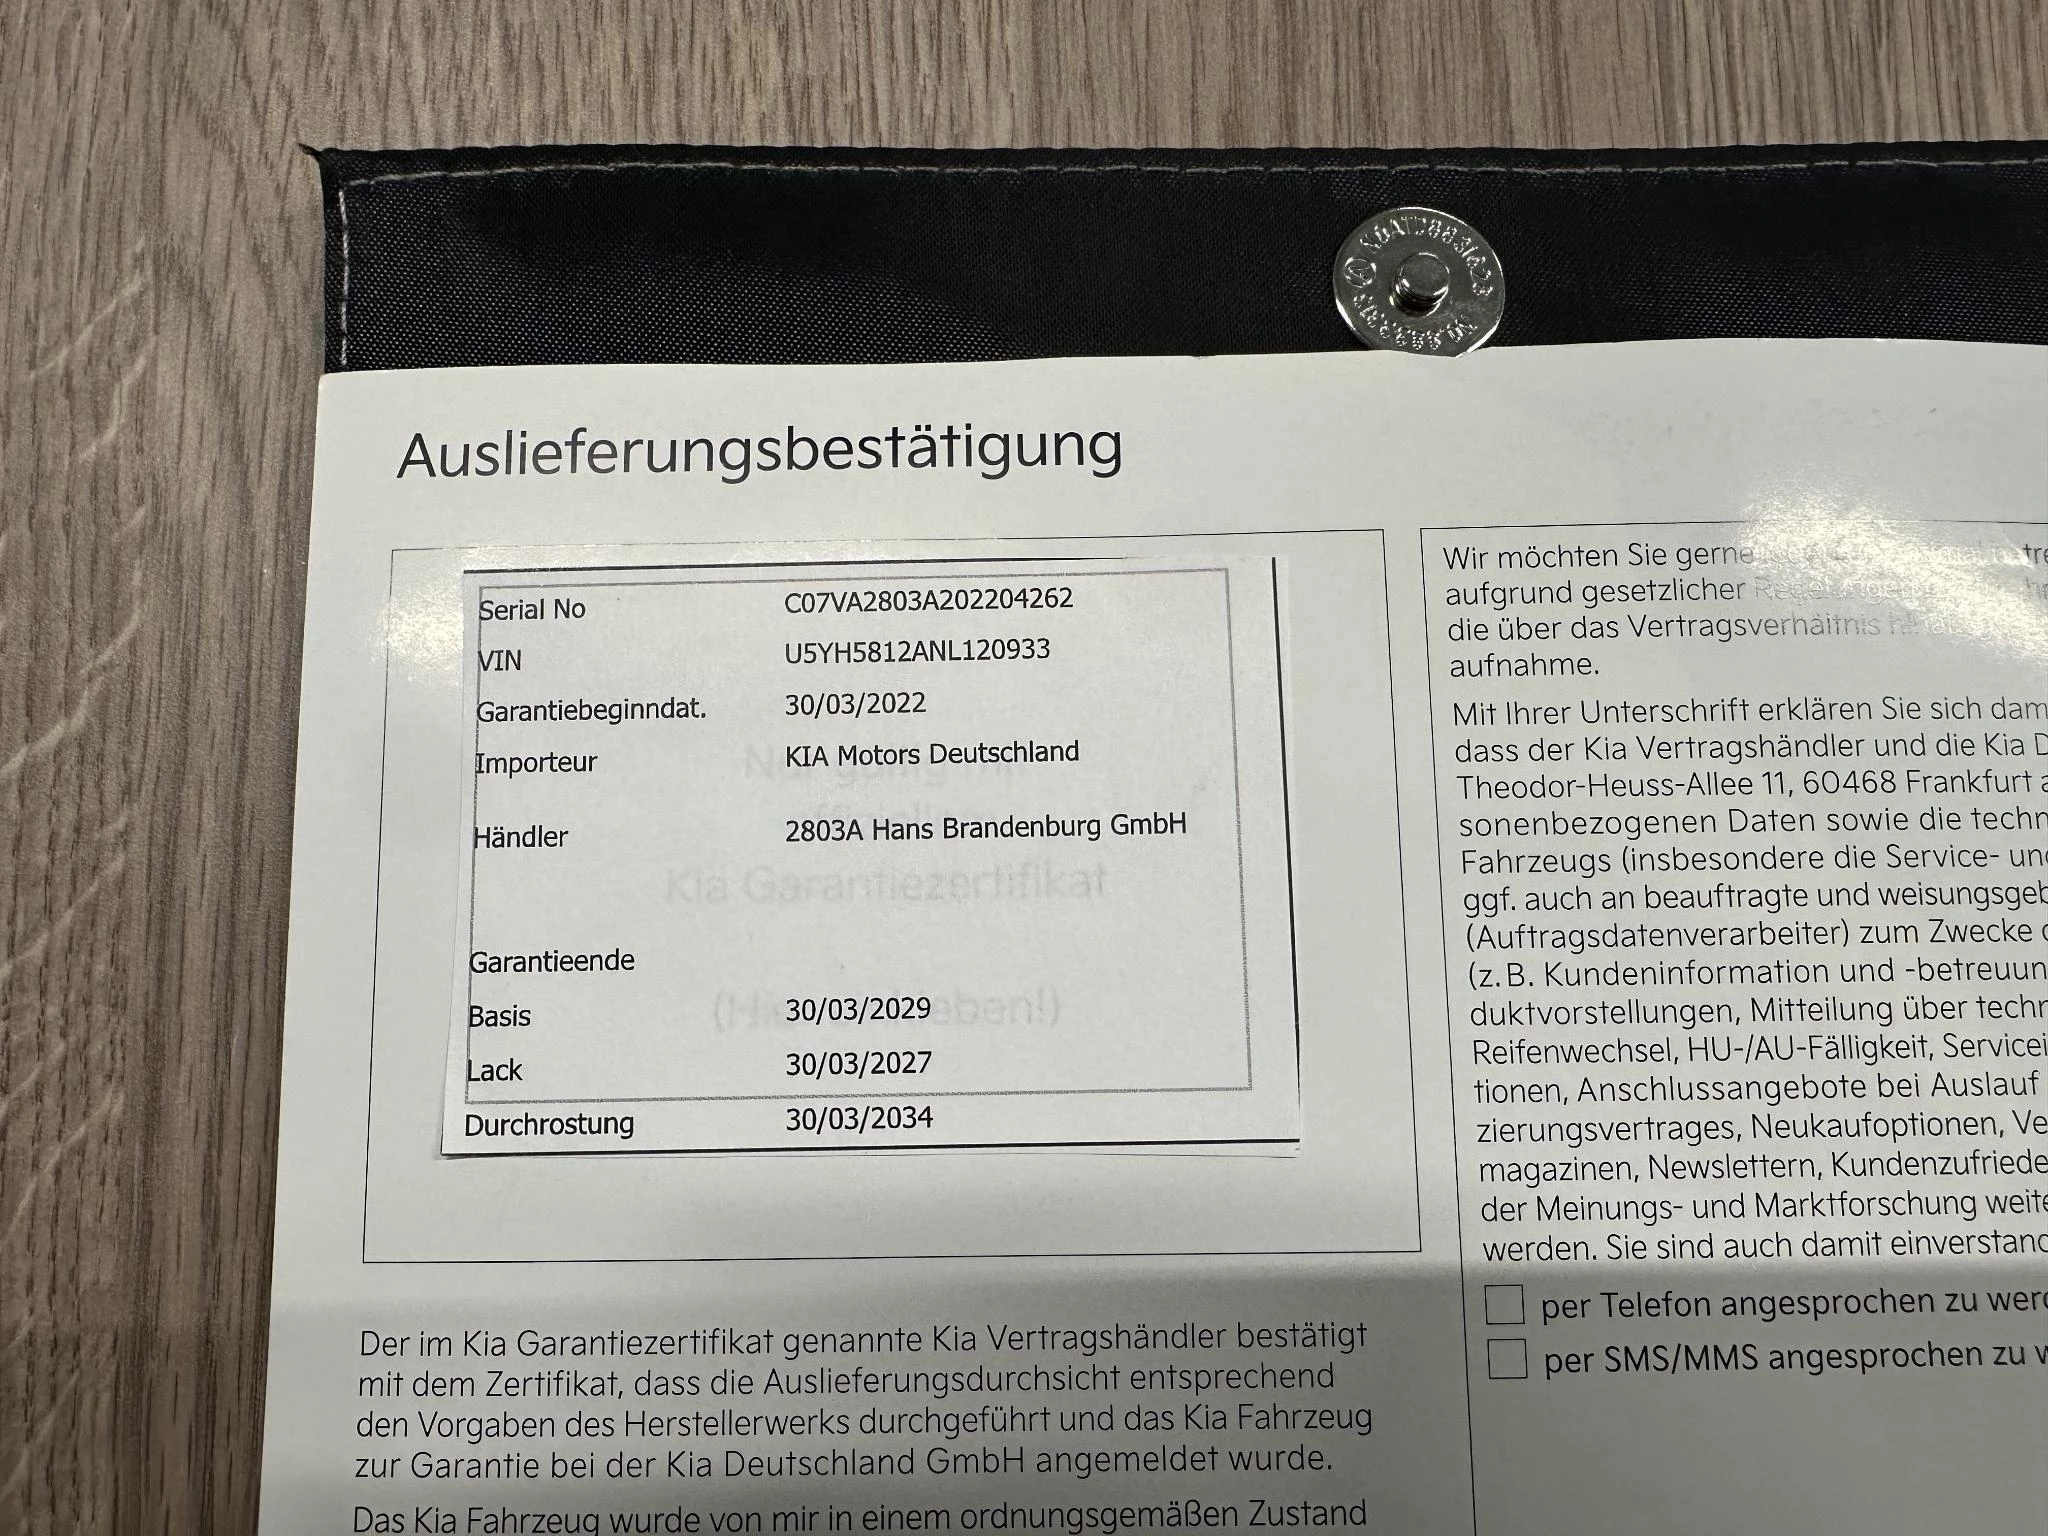 Auslieferungsbestätigung
Serial No C07VA2803A202204262
VIN U5YH5812ANL120933
Garantiebeginndat. 30/03/2022
Importeur KIA Motors Deutschland
Händler 2803A Hans Brandenburg GmbH
Kia Garantiezertifikat
Garantieende
Basis 30/03/2029
Lack 30/03/2027
Durchrostung 30/03/2034
Der im Kia Garantiezertifikat genannte Kia Vertragshändler bestätigt
mit dem Zertifikat, dass die Auslieferungsdurchsicht entsprechend
den Vorgaben des Herstellerwerks durchgeführt und das Kia Fahrzeug
zur Garantie bei der Kia Deutschland GmbH angemeldet wurde.
Das Kia Fahrzeug wurde von mir in einem ordnungsgemäßen Zustand
Wir möchten Sie gerne
aufgrund gesetzlicher
die über das Vertragsverhältnis
aufnahme.
Mit Ihrer Unterschrift erklären Sie sich dam
dass der Kia Vertragshändler und die Kia D
Theodor-Heuss-Allee 11, 60468 Frankfurt a
sonenbezogenen Daten sowie die techn
Fahrzeugs (insbesondere die Service- und
ggf. auch an beauftragte und weisungsgeb
(Auftragsdatenverarbeiter) zum Zwecke
(z. B. Kundeninformation und -betreuun
duktvorstellungen, Mitteilung über techn
Reifenwechsel, HU-/AU-Fälligkeit, Servicei
tionen, Anschlussangebote bei Auslauf
zierungsvertrages, Neukaufoptionen, Ve
magazinen, Newslettern, Kundenzufriede
der Meinungs- und Marktforschung weite
werden. Sie sind auch damit einverstand
per Telefon angesprochen zu werd
per SMS/MMS angesprochen zu w